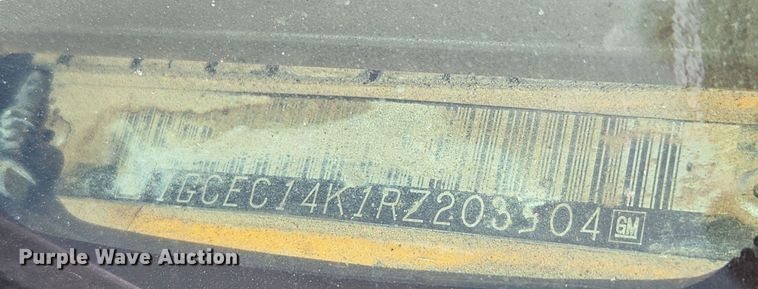 1GCEC14K1RZ203504 GM
Purple Wave Auction